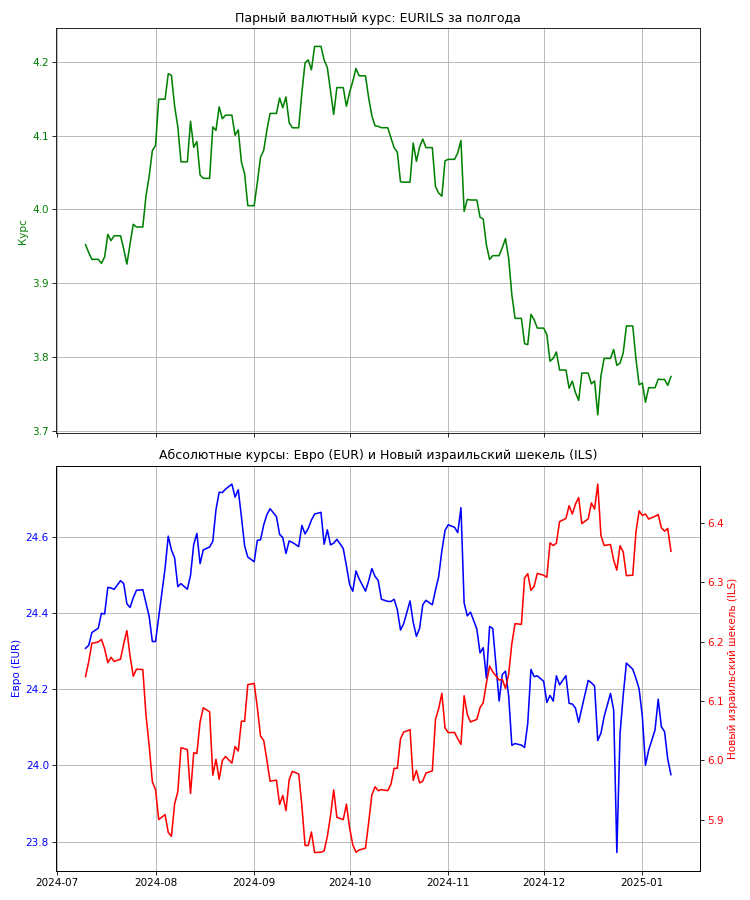 Парный валютный курс: EURILS за полгода
4.2
4.1
4.0
3.9
3.8
3.7
Курс
Абсолютные курсы: Евро (EUR) и Новый израильский шекель (ILS)
24.6
24.4
24.2
24.0
23.8
Евро (EUR)
6.4
6.3
6.2
6.1
6.0
5.9
Новый израильский шекель (ILS)
2024-07 2024-08 2024-09 2024-10 2024-11 2024-12 2025-01